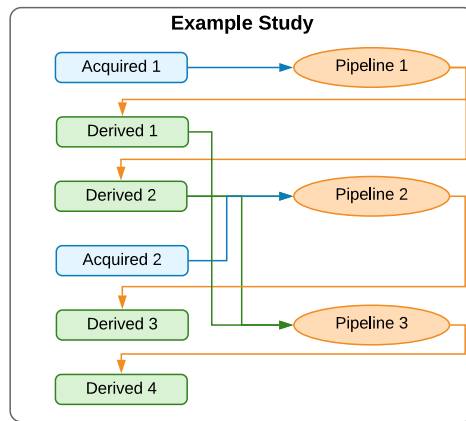 Example Study
Acquired 1
Pipeline 1
Derived 1
Derived 2
Pipeline 2
Acquired 2
Derived 3
Pipeline 3
Derived 4